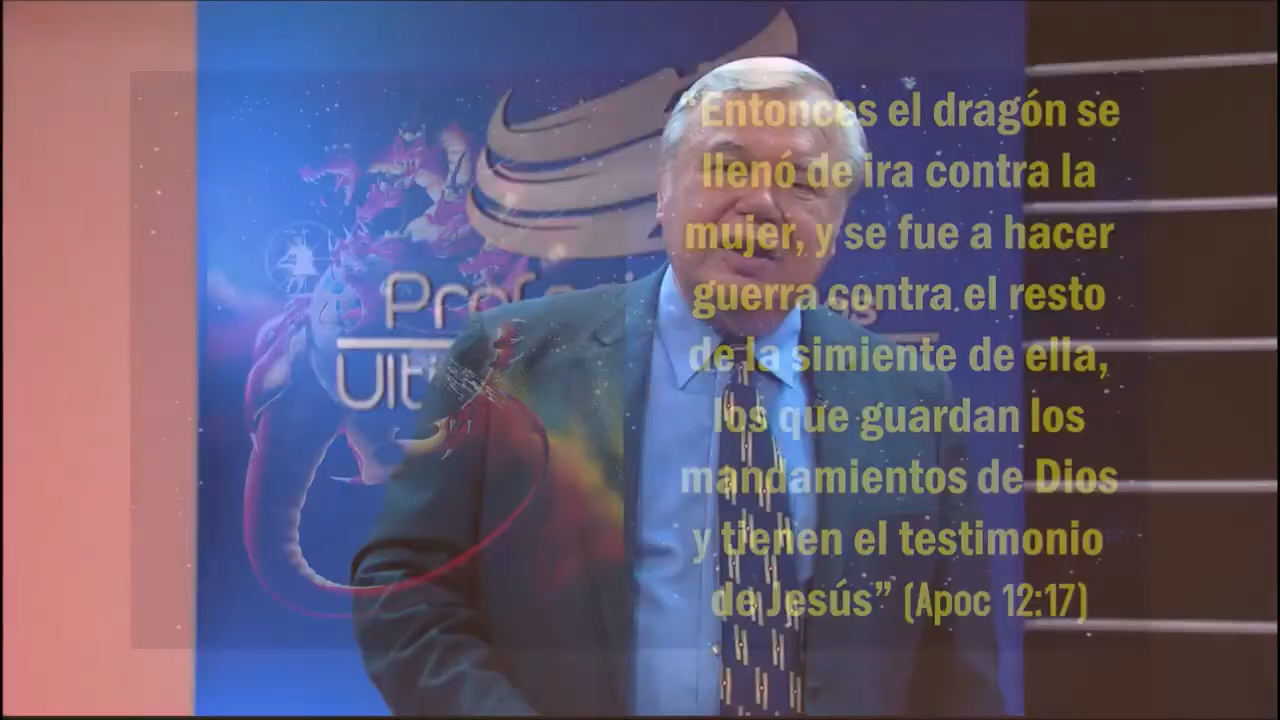 “Entonces el dragón se
llenó de ira contra la
mujer, y se fue a hacer
guerra contra el resto
de la simiente de ella,
los que guardan los
mandamientos de Dios
y tienen el testimonio
de Jesús” (Apoc 12:17)